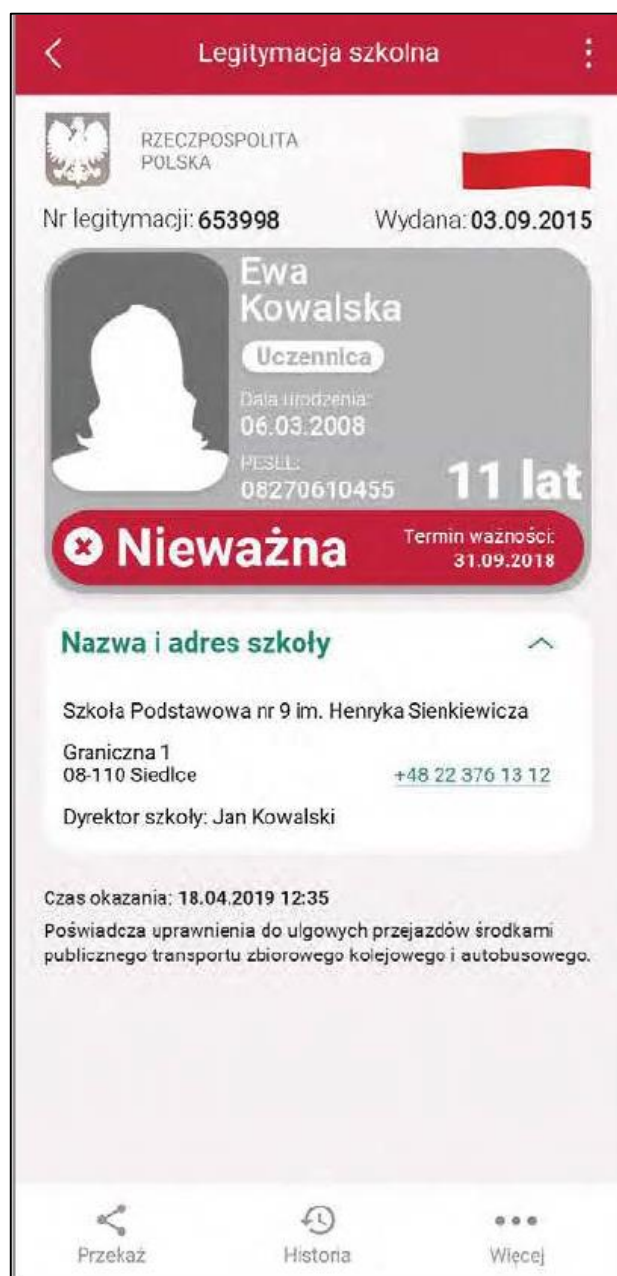 Legitymacja szkolna
RZECZPOSPOLITA
POLSKA
Nr legitymacji: 653998 Wydana: 03.09.2015
Ewa
Kowalska
Uczennica
Data urodzenia:
06.03.2008
PESEL:
08270610455
11 lat
Nieważna
Termin ważności:
31.09.2018
Nazwa i adres szkoły
Szkoła Podstawowa nr 9 im. Henryka Sienkiewicza
Graniczna 1
08-110 Siedlce +48 22 376 13 12
Dyrektor szkoły: Jan Kowalski
Czas okazania: 18.04.2019 12:35
Poświadcza uprawnienia do ulgowych przejazdów środkami
publicznego transportu zbiorowego kolejowego i autobusowego.
Przekaż Historia Więcej